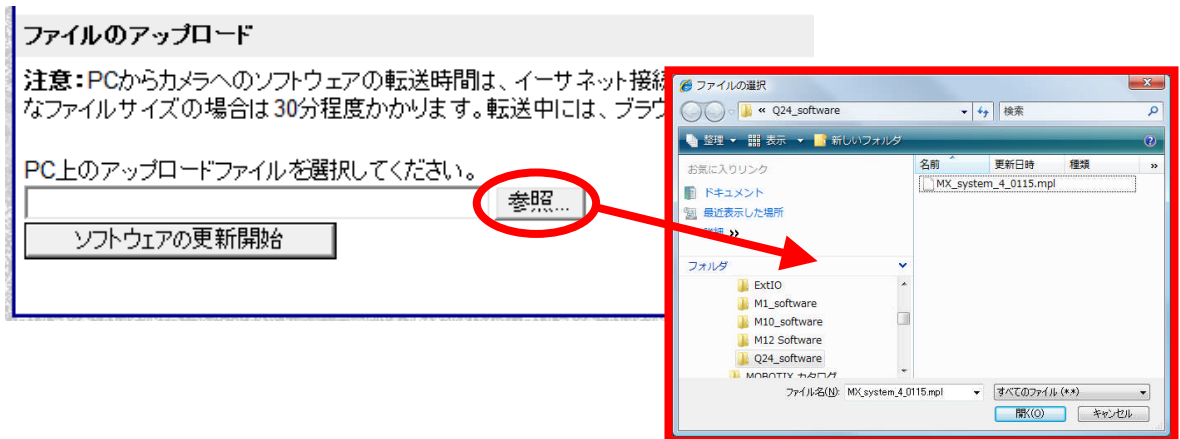 ファイルのアップロード
注意：PCからカメラへのソフトウェアの転送時間は、イーサネット接続
なファイルサイズの場合は30分程度かかります。転送中には、ブラウ
PC上のアップロードファイルを選択してください。
参照...
ソフトウェアの更新開始
ファイルの選択
« Q24_software
検索
整理 表示 新しいフォルダ
お気に入りリンク
ドキュメント
最近表示した場所
詳細 »
フォルダ
ExtIO
M1_software
M10_software
M12 Software
Q24_software
MOBOTIX カタログ
名前 更新日時 種類 »
MX_system_4_0115.mpl
ファイル名(N): MX_system_4_0115.mpl
すべてのファイル (*.*)
開く(O) キャンセル